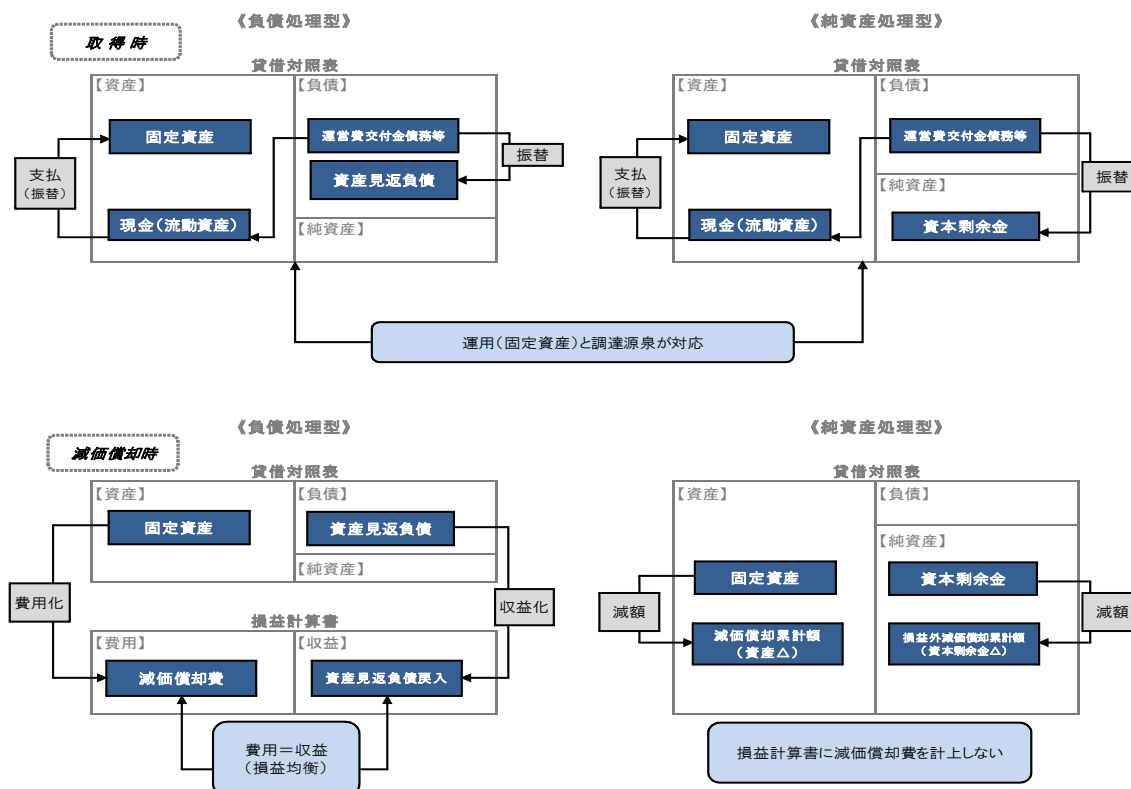 《負債処理型》
《純資産処理型》
取得時
貸借対照表
貸借対照表
【資産】
【負債】
固定資産
運営費交付金債務等
支払
(振替)
振替
資産見返負債
現金(流動資産)
【純資産】
【資産】
【負債】
固定資産
運営費交付金債務等
支払
(振替)
【純資産】
振替
現金(流動資産)
資本剰余金
運用(固定資産)と調達源泉が対応
《負債処理型》
《純資産処理型》
減価償却時
貸借対照表
貸借対照表
【資産】
【負債】
固定資産
資産見返負債
【純資産】
費用化
収益化
損益計算書
【費用】
【収益】
減価償却費
資産見返負債戻入
費用=収益
(損益均衡)
【資産】
【負債】
【純資産】
固定資産
資本剰余金
減額
減額
減価償却累計額
(資産△)
損益外減価償却累計額
(資本剰余金△)
損益計算書に減価償却費を計上しない